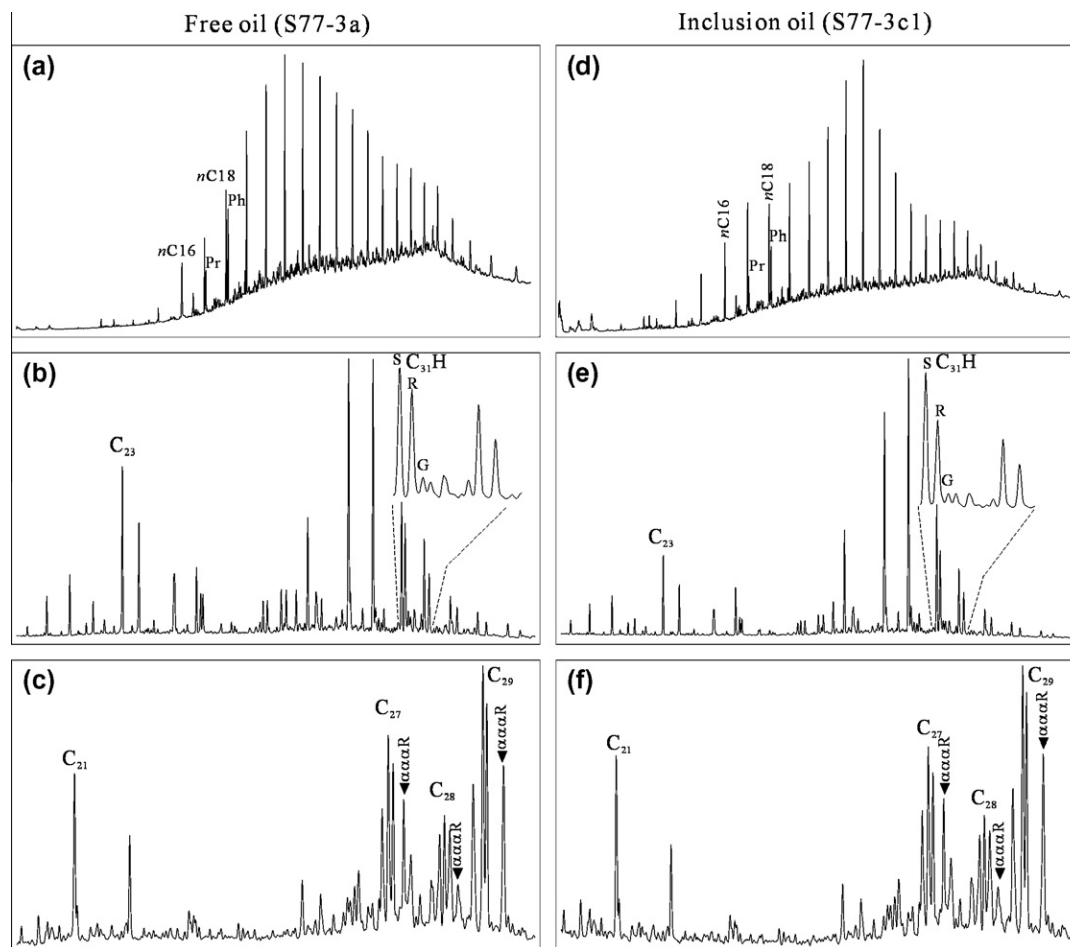 Free oil (S77-3a)
Inclusion oil (S77-3c1)
(a)
nC16
Pr
nC18
Ph
(d)
nC16
Pr
nC18
Ph
(b)
C₂₃
S C₃₁H
R
G
(e)
C₂₃
S C₃₁H
R
G
(c)
C₂₁
C₂₇
αααR
C₂₈
αααR
C₂₉
αααR
(f)
C₂₁
C₂₇
αααR
C₂₈
αααR
C₂₉
αααR